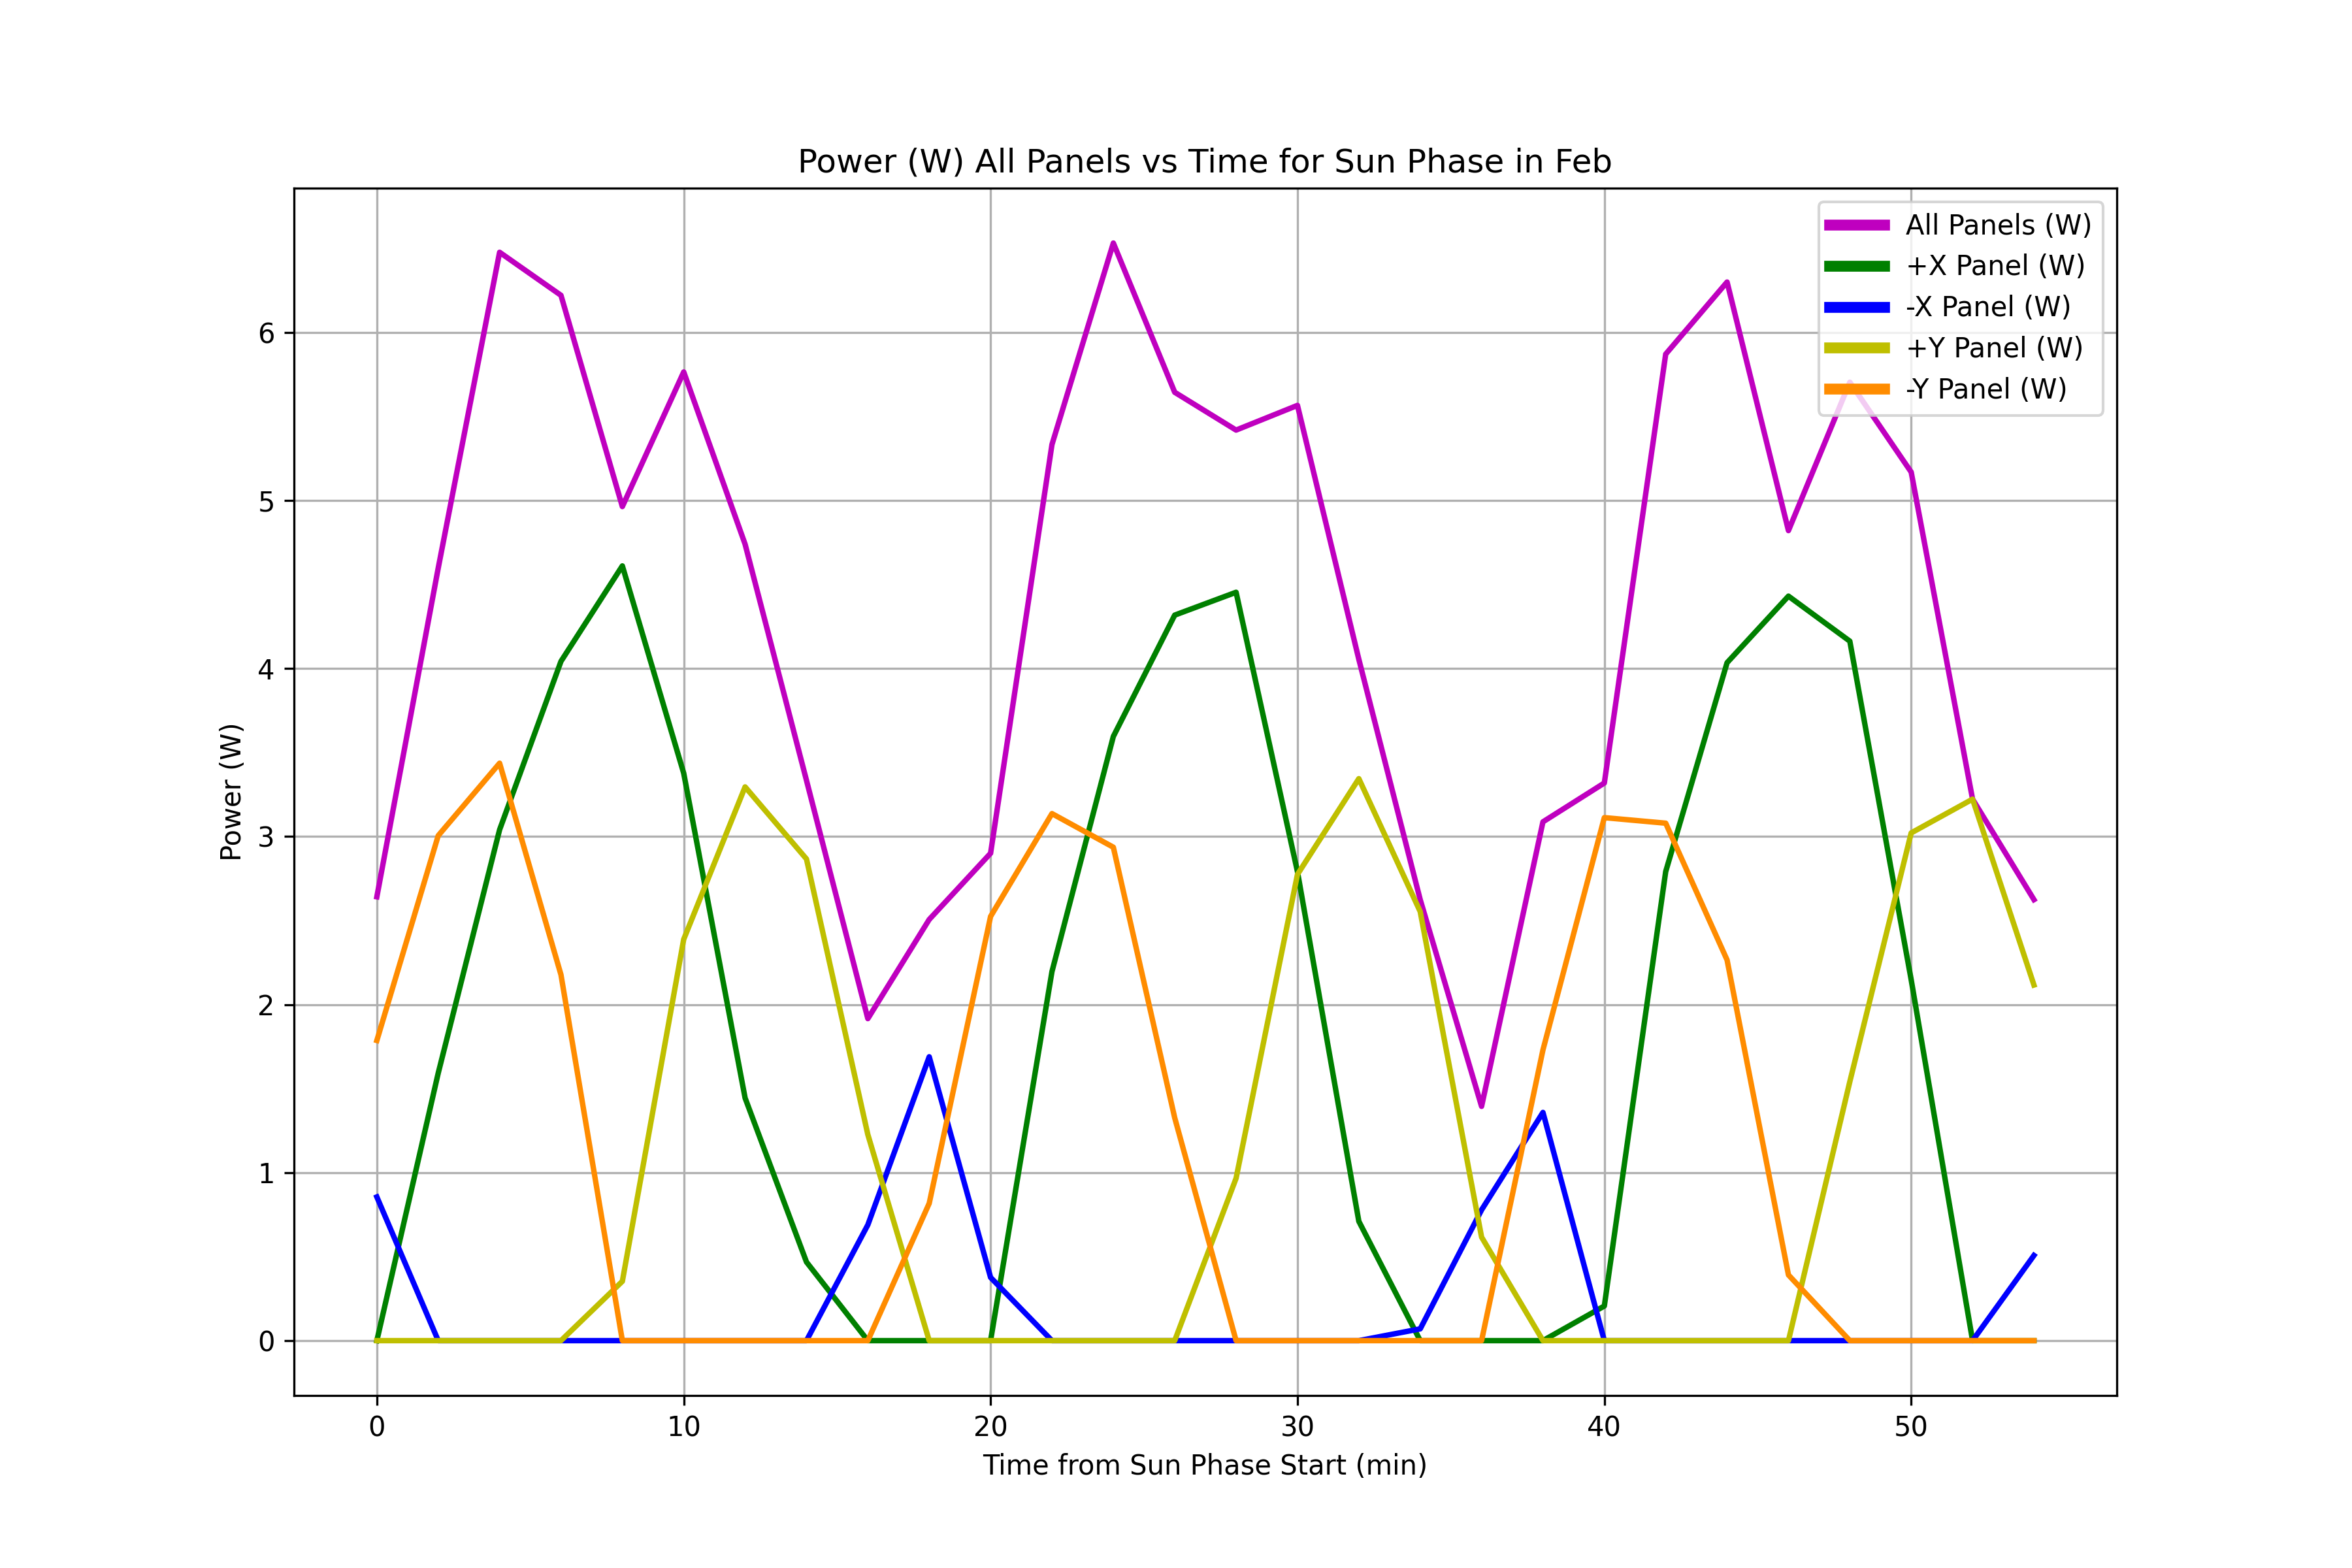 Power (W) All Panels vs Time for Sun Phase in Feb
All Panels (W)
+X Panel (W)
-X Panel (W)
+Y Panel (W)
-Y Panel (W)
Power (W)
6
5
4
3
2
1
0
0 10 20 30 40 50
Time from Sun Phase Start (min)